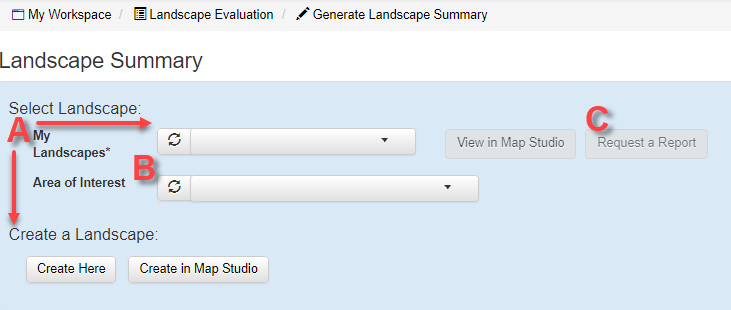 My Workspace / Landscape Evaluation / Generate Landscape Summary
Landscape Summary
Select Landscape:
A
My Landscapes*
C
View in Map Studio
Request a Report
B
Area of Interest
Create a Landscape:
Create Here
Create in Map Studio